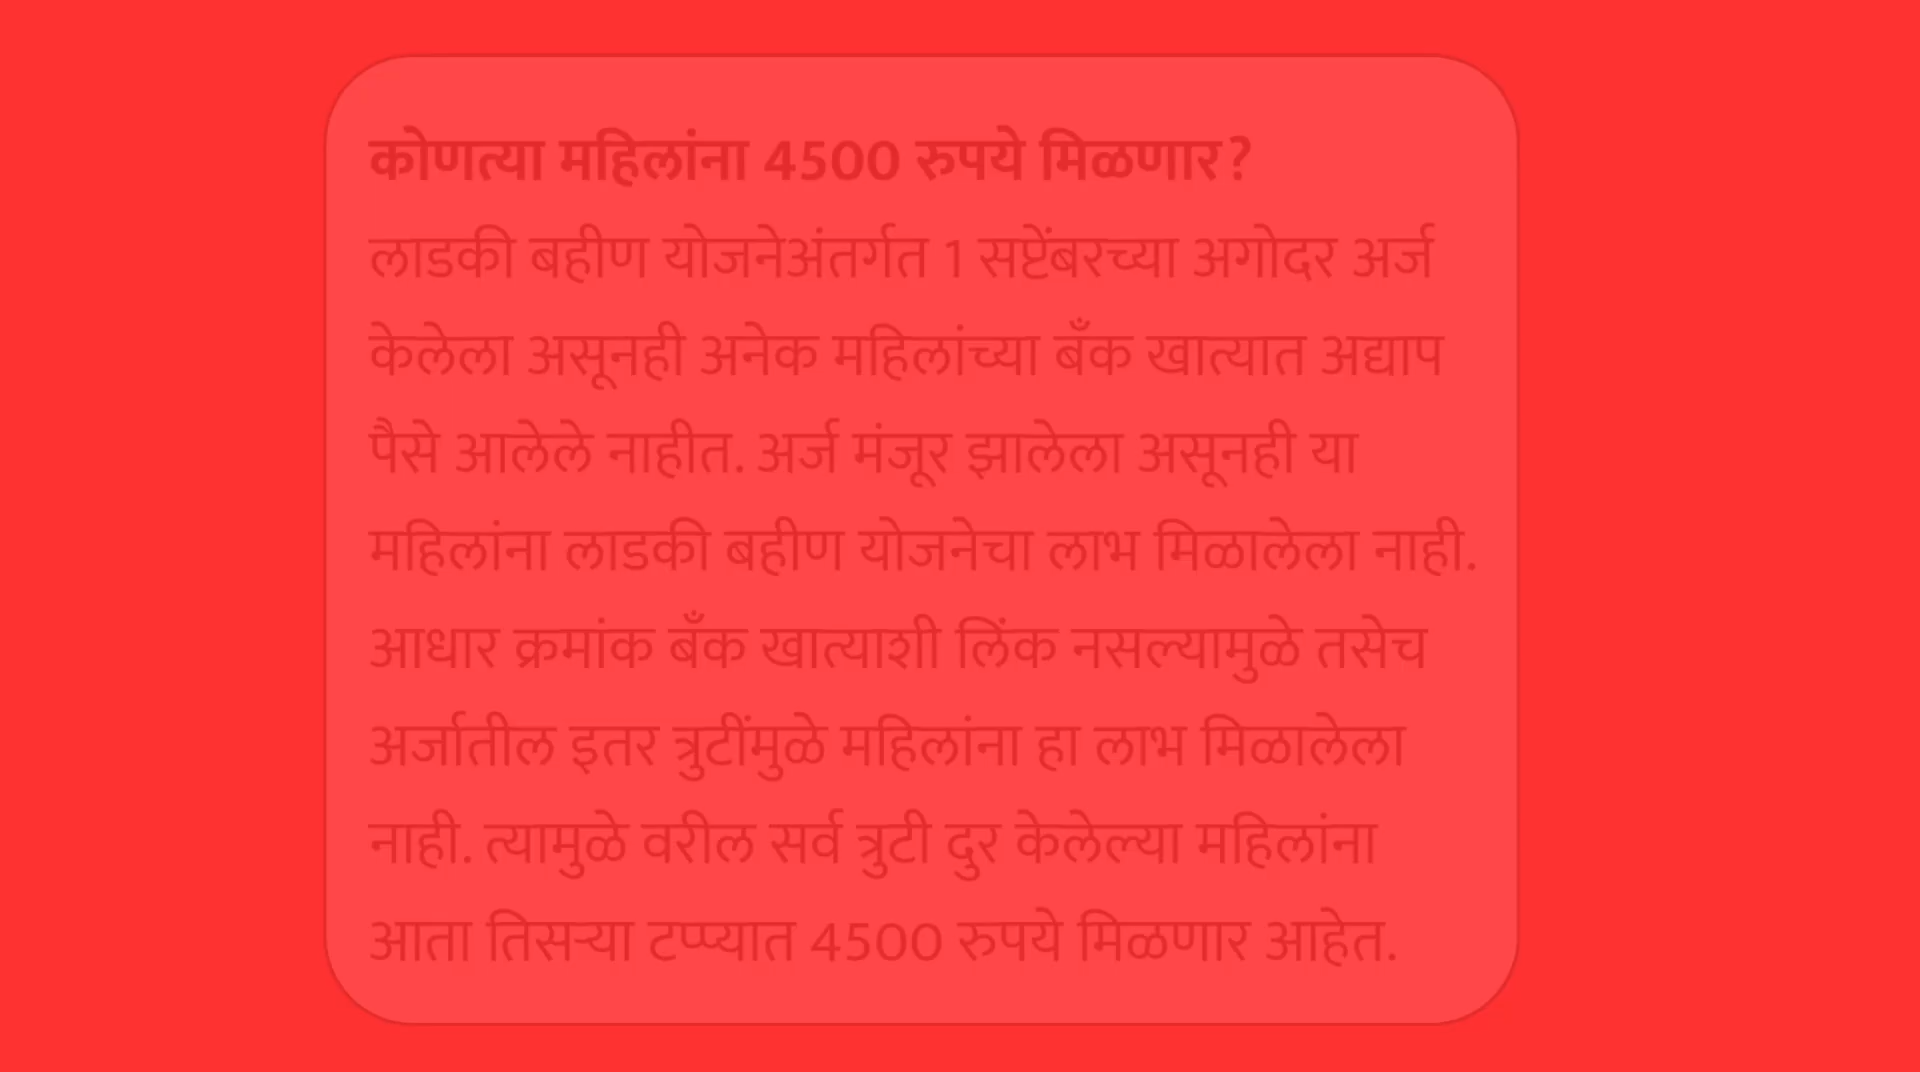 कोणत्या महिलांना 4500 रुपये मिळणार?
लाडकी बहीण योजनेअंतर्गत 1 सप्टेंबरच्या अगोदर अर्ज
केलेला असूनही अनेक महिलांच्या बँक खात्यात अद्याप
पैसे आलेले नाहीत. अर्ज मंजूर झालेला असूनही या
महिलांना लाडकी बहीण योजनेचा लाभ मिळालेला नाही.
आधार क्रमांक बँक खात्याशी लिंक नसल्यामुळे तसेच
अर्जातील इतर त्रुटींमुळे महिलांना हा लाभ मिळालेला
नाही. त्यामुळे वरील सर्व त्रुटी दुर केलेल्या महिलांना
आता तिसऱ्या टप्प्यात 4500 रुपये मिळणार आहेत.